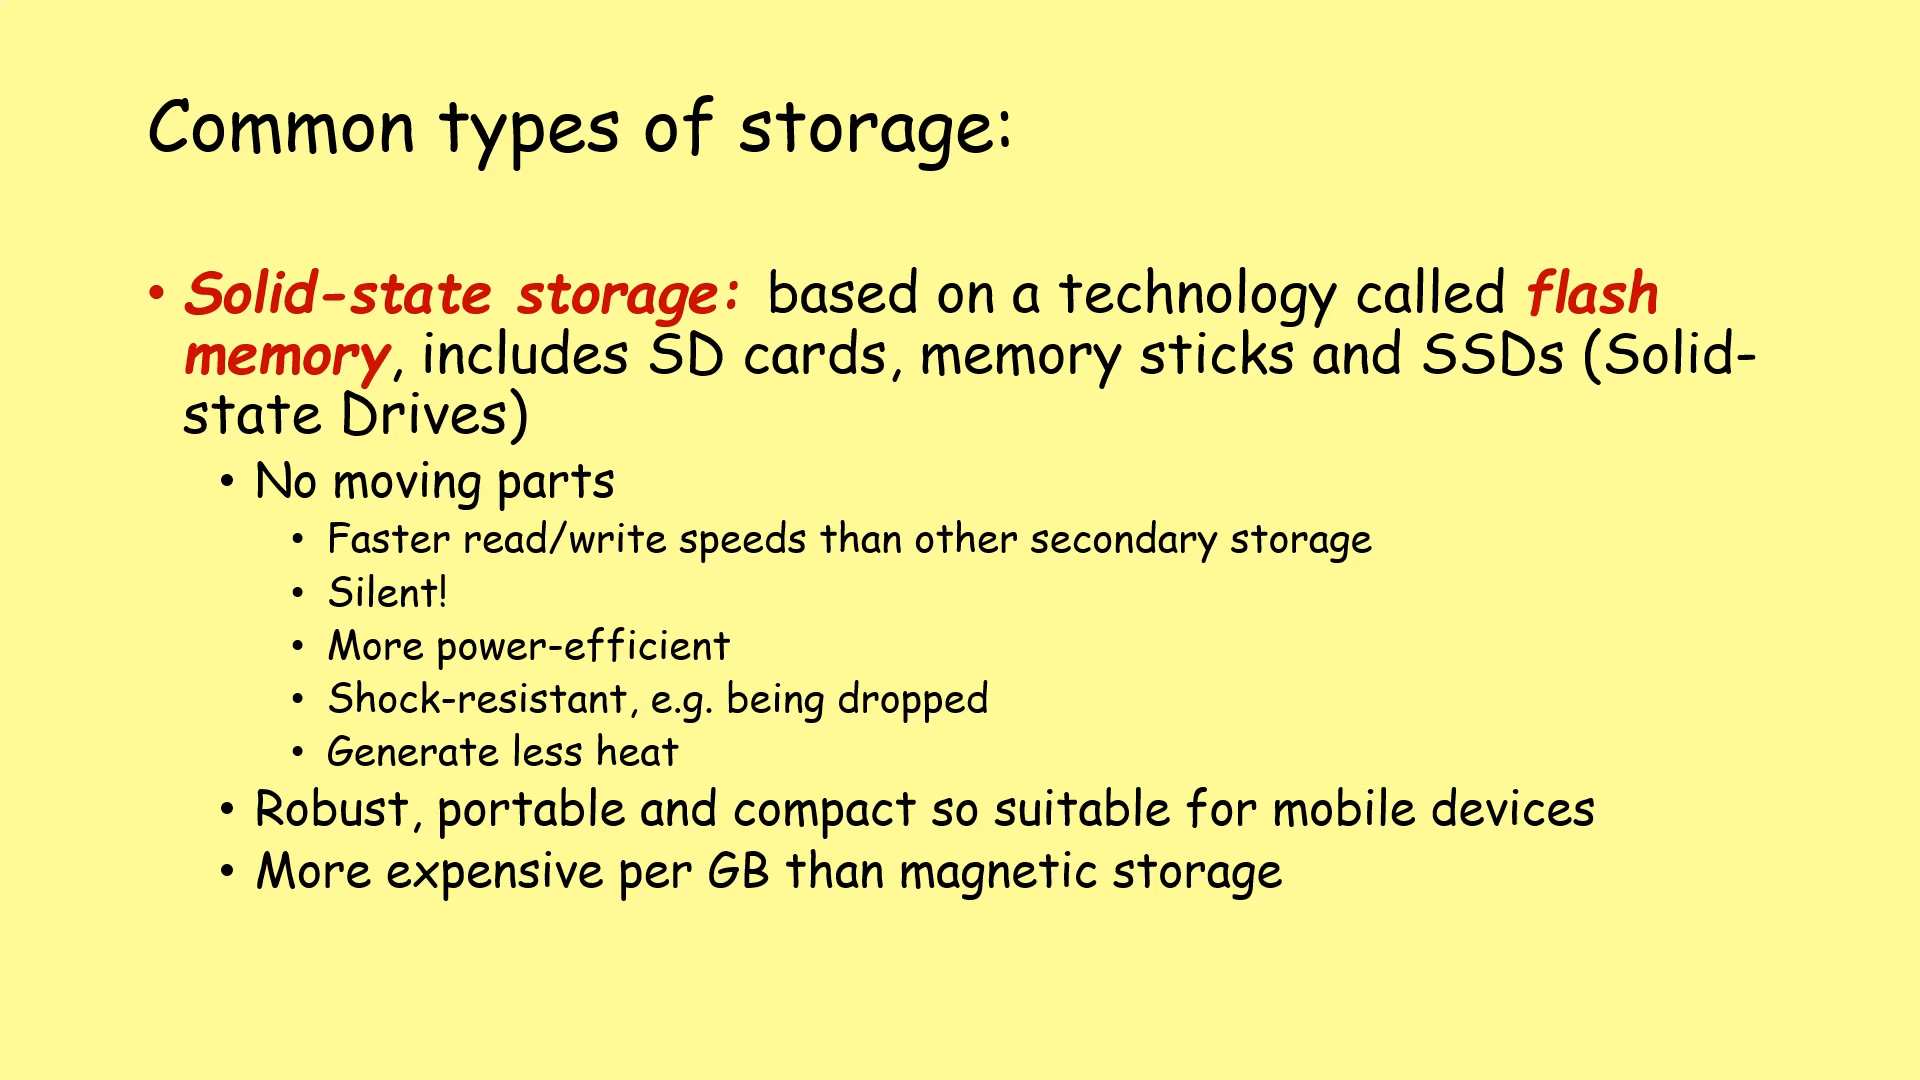 Common types of storage:
• Solid-state storage: based on a technology called flash
memory, includes SD cards, memory sticks and SSDs (Solid-
state Drives)
• No moving parts
• Faster read/write speeds than other secondary storage
• Silent!
• More power-efficient
• Shock-resistant, e.g. being dropped
• Generate less heat
• Robust, portable and compact so suitable for mobile devices
• More expensive per GB than magnetic storage